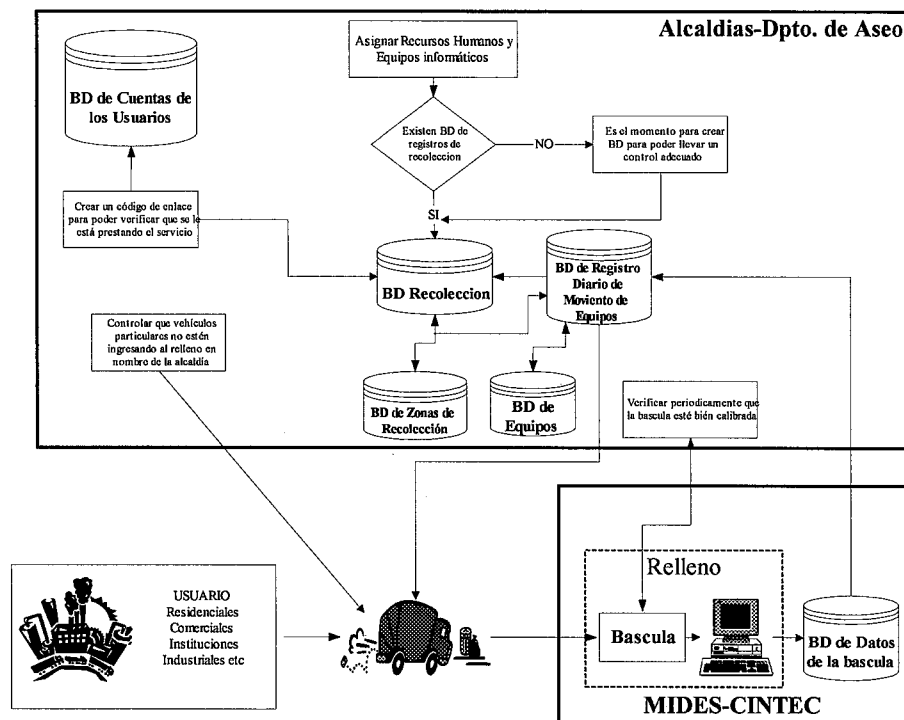 Alcaldias-Dpto. de Aseo
Asignar Recursos Humanos y
Equipos informáticos
BD de Cuentas de
los Usuarios
Existen BD de
registros de
recoleccion
NO
Es el momento para crear
BD para poder llevar un
control adecuado
SI
Crear un código de enlace
para poder verificar que se le
está prestando el servicio
BD Recoleccion
BD de Registro
Diario de
Moviento de
Equipos
Controlar que vehículos
particulares no estén
ingresando al relleno en
nombre de la alcaldía
BD de Zonas de
Recolección
BD de
Equipos
Verificar periodicamente que
la bascula esté bién calibrada
USUARIO
Residenciales
Comerciales
Instituciones
Industriales etc
Relleno
Bascula
BD de Datos
de la bascula
MIDES-CINTEC